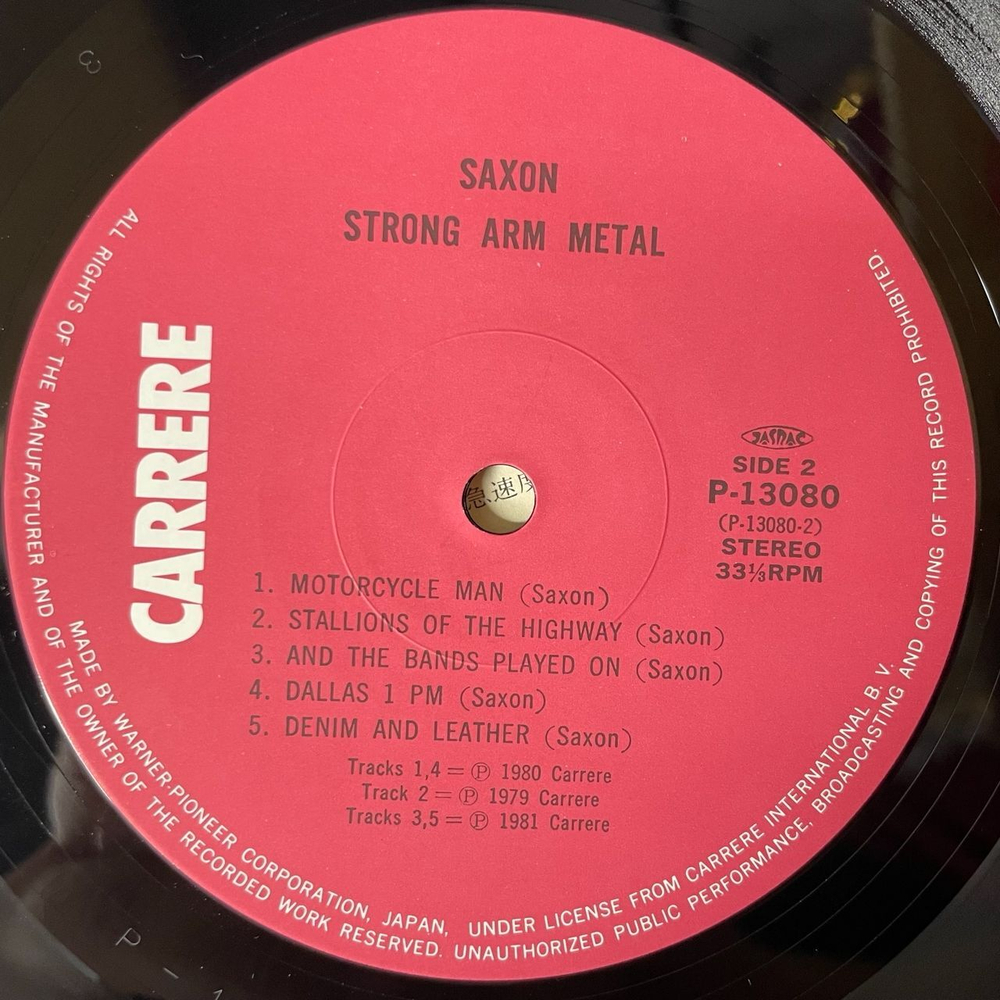 SAXON
STRONG ARM METAL
CARRERE
JASRAC
SIDE 2
P-13080
(P-13080-2)
STEREO
33⅓RPM
急速度
1. MOTORCYCLE MAN (Saxon)
2. STALLIONS OF THE HIGHWAY (Saxon)
3. AND THE BANDS PLAYED ON (Saxon)
4. DALLAS 1 PM (Saxon)
5. DENIM AND LEATHER (Saxon)
Tracks 1,4 = ℗ 1980 Carrere
Track 2 = ℗ 1979 Carrere
Tracks 3,5 = ℗ 1981 Carrere
MADE BY WARNER-PIONEER CORPORATION, JAPAN, UNDER LICENSE FROM CARRERE INTERNATIONAL B. V.
ALL RIGHTS OF THE MANUFACTURER AND OF THE OWNER OF THE RECORDED WORK RESERVED. UNAUTHORIZED PUBLIC PERFORMANCE, BROADCASTING AND COPYING OF THIS RECORD PROHIBITED.